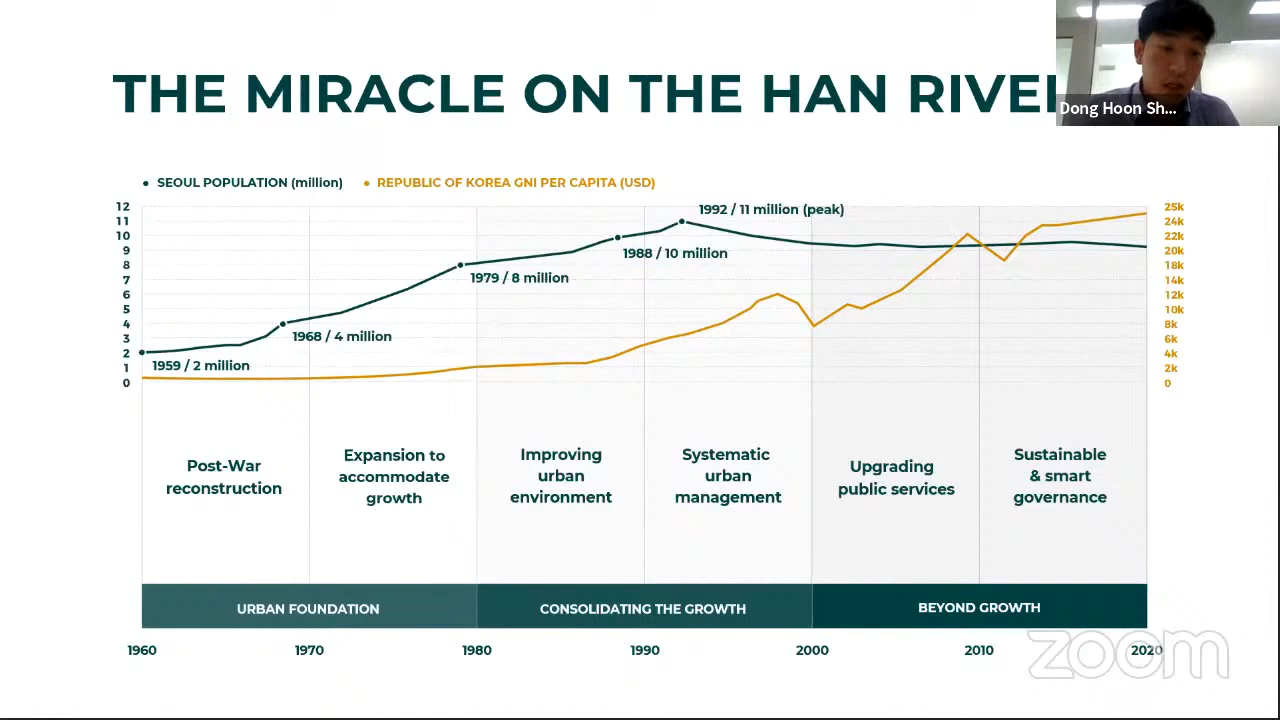 THE MIRACLE ON THE HAN RIVE
Dong Hoon Sh...
• SEOUL POPULATION (million) • REPUBLIC OF KOREA GNI PER CAPITA (USD)
12
11
10
9
8
7
6
5
4
3
2
1
0
25k
24k
22k
20k
18k
14k
12k
10k
8k
6k
4k
2k
0
1992 / 11 million (peak)
1988 / 10 million
1979 / 8 million
1968 / 4 million
1959 / 2 million
Post-War
reconstruction
Expansion to
accommodate
growth
Improving
urban
environment
Systematic
urban
management
Upgrading
public services
Sustainable
& smart
governance
URBAN FOUNDATION
CONSOLIDATING THE GROWTH
BEYOND GROWTH
1960 1970 1980 1990 2000 2010 2020
zoom